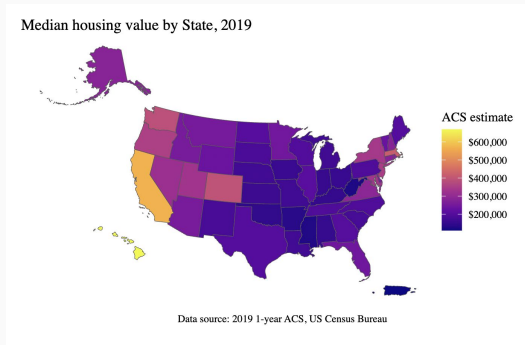 Median housing value by State, 2019
ACS estimate
$600,000
$500,000
$400,000
$300,000
$200,000
Data source: 2019 1-year ACS, US Census Bureau